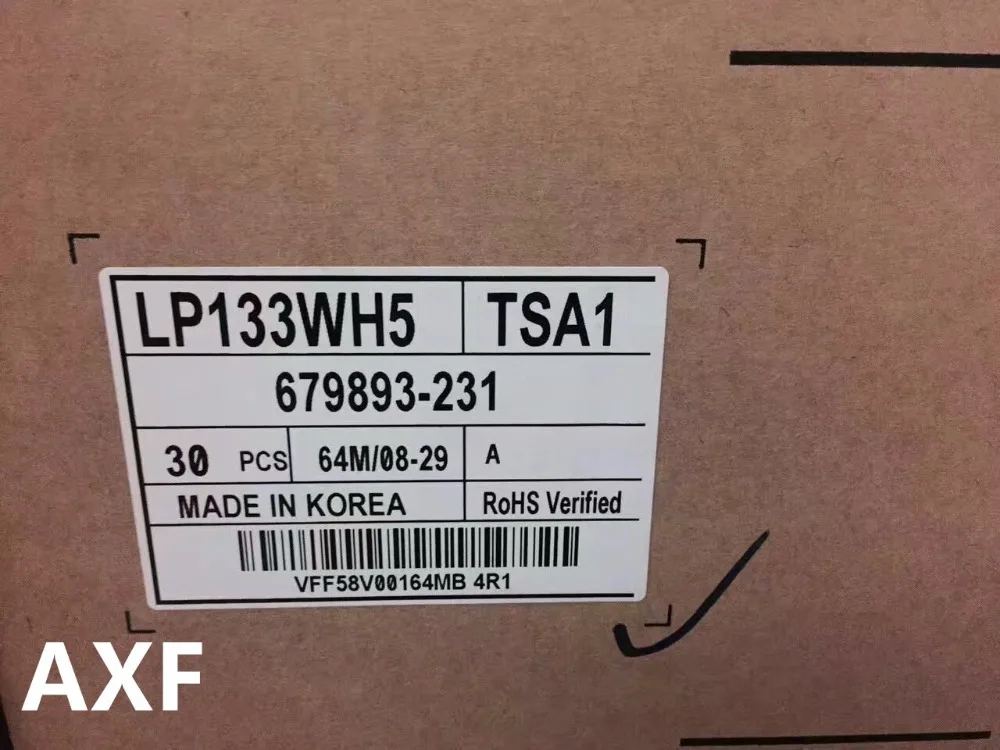 LP133WH5 TSA1
679893-231
30 PCS 64M/08-29 A
MADE IN KOREA RoHS Verified
VFF58V00164MB 4R1
AXF